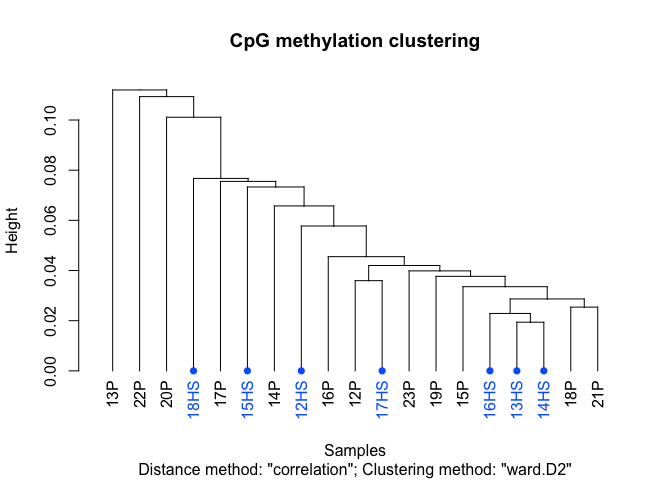 CpG methylation clustering
Height
0.10
0.08
0.06
0.04
0.02
0.00
13P
22P
20P
18HS
17P
15HS
14P
12HS
16P
12P
17HS
23P
19P
15P
16HS
13HS
14HS
18P
21P
Samples
Distance method: "correlation"; Clustering method: "ward.D2"